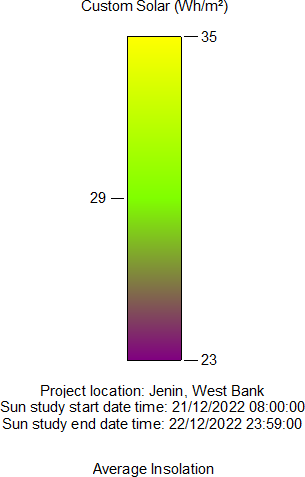 Custom Solar (Wh/m²)
35
29
23
Project location: Jenin, West Bank
Sun study start date time: 21/12/2022 08:00:00
Sun study end date time: 22/12/2022 23:59:00
Average Insolation